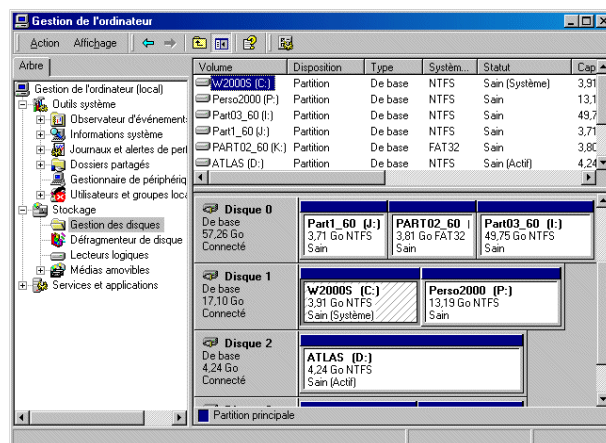 Gestion de l'ordinateur
Action Affichage
Arbre
Gestion de l'ordinateur (local)
Outils système
Observateur d'événement
Informations système
Journaux et alertes de per
Dossiers partagés
Gestionnaire de périphériq
Utilisateurs et groupes loc
Stockage
Gestion des disques
Défragmenteur de disque
Lecteurs logiques
Médias amovibles
Services et applications
Volume Disposition Type Systèm... Statut Cap
W2000S (C:) Partition De base NTFS Sain (Système) 3,91
Perso2000 (P:) Partition De base NTFS Sain 13,1
Part03_60 (I:) Partition De base NTFS Sain 49,7
Part1_60 (J:) Partition De base NTFS Sain 3,71
PART02_60 (K:) Partition De base FAT32 Sain 3,80
ATLAS (D:) Partition De base NTFS Sain (Actif) 4,24
Disque 0
De base
57,26 Go
Connecté
Part1_60 (J:)
3,71 Go NTFS
Sain
PART02_60
3,81 Go FAT32
Sain
Part03_60 (I:)
49,75 Go NTFS
Sain
Disque 1
De base
17,10 Go
Connecté
W2000S (C:)
3,91 Go NTFS
Sain (Système)
Perso2000 (P:)
13,19 Go NTFS
Sain
Disque 2
De base
4,24 Go
Connecté
ATLAS (D:)
4,24 Go NTFS
Sain (Actif)
Partition principale